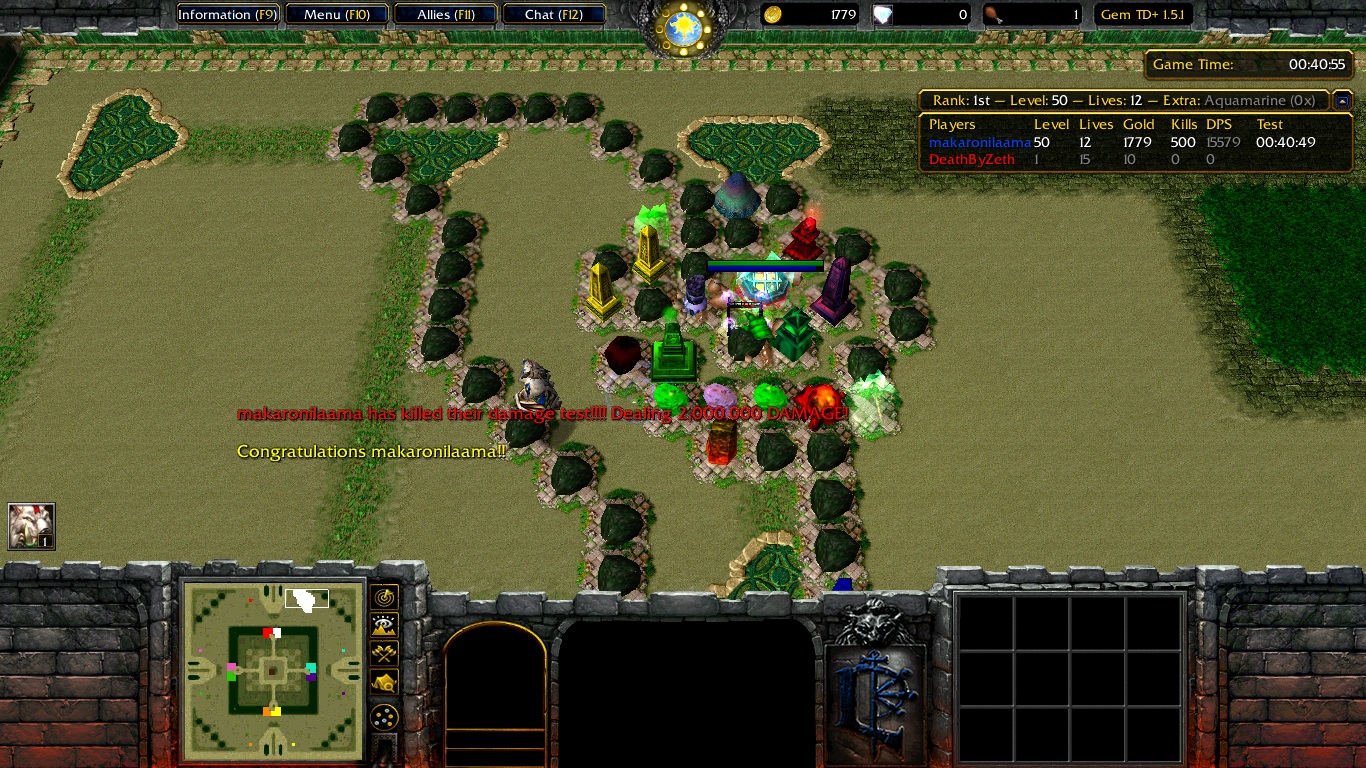 Information (F9) Menu (F10) Allies (F11) Chat (F12) 1779 0 1 Gem TD+ 1.5.1
Game Time: 00:40:55
Rank: 1st — Level: 50 — Lives: 12 — Extra: Aquamarine (0x)
Players Level Lives Gold Kills DPS Test
makaronilaama 50 12 1779 500 15579 00:40:49
DeathByZeth 1 15 10 0 0
makaronilaama has killed their damage test!!!! Dealing 2.000.000 DAMAGE!
Congratulations makaronilaama!!
1